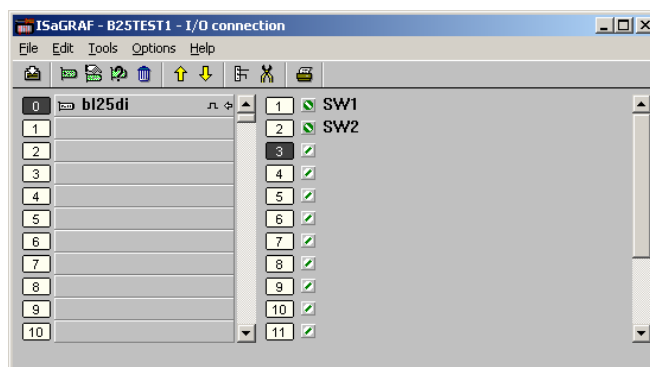 ISaGRAF - B25TEST1 - I/O connection
File Edit Tools Options Help
0 bl25di 1 SW1
1 2 SW2
2 3
3 4
4 5
5 6
6 7
7 8
8 9
9 10
10 11